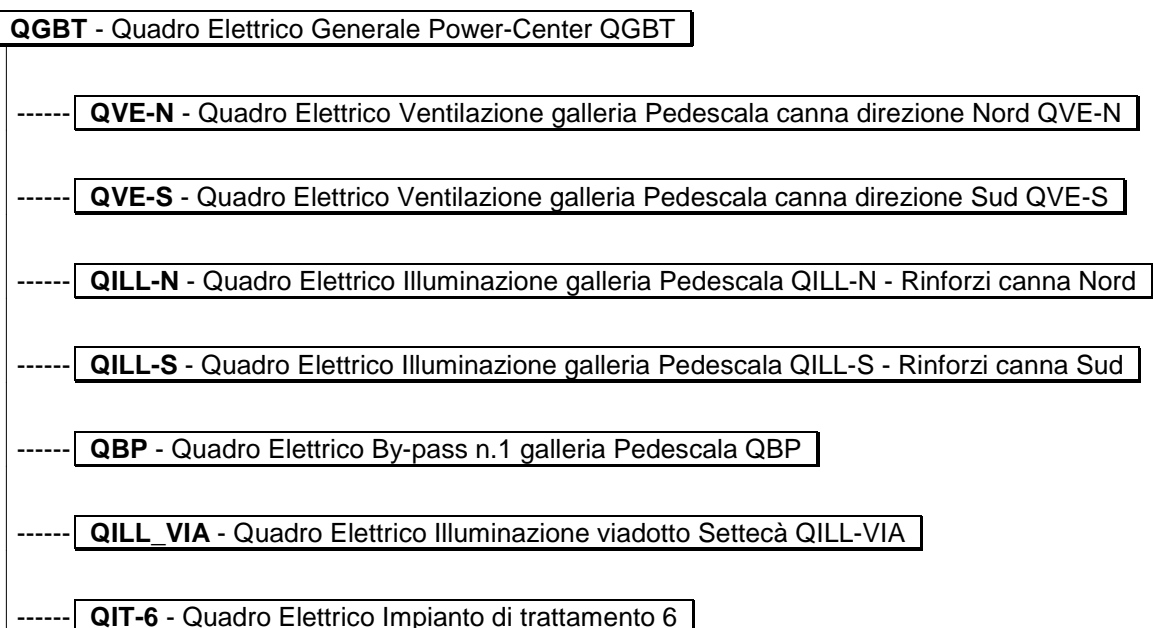 QGBT - Quadro Elettrico Generale Power-Center QGBT
------ QVE-N - Quadro Elettrico Ventilazione galleria Pedescala canna direzione Nord QVE-N
------ QVE-S - Quadro Elettrico Ventilazione galleria Pedescala canna direzione Sud QVE-S
------ QILL-N - Quadro Elettrico Illuminazione galleria Pedescala QILL-N - Rinforzi canna Nord
------ QILL-S - Quadro Elettrico Illuminazione galleria Pedescala QILL-S - Rinforzi canna Sud
------ QBP - Quadro Elettrico By-pass n.1 galleria Pedescala QBP
------ QILL_VIA - Quadro Elettrico Illuminazione viadotto Settecà QILL-VIA
------ QIT-6 - Quadro Elettrico Impianto di trattamento 6